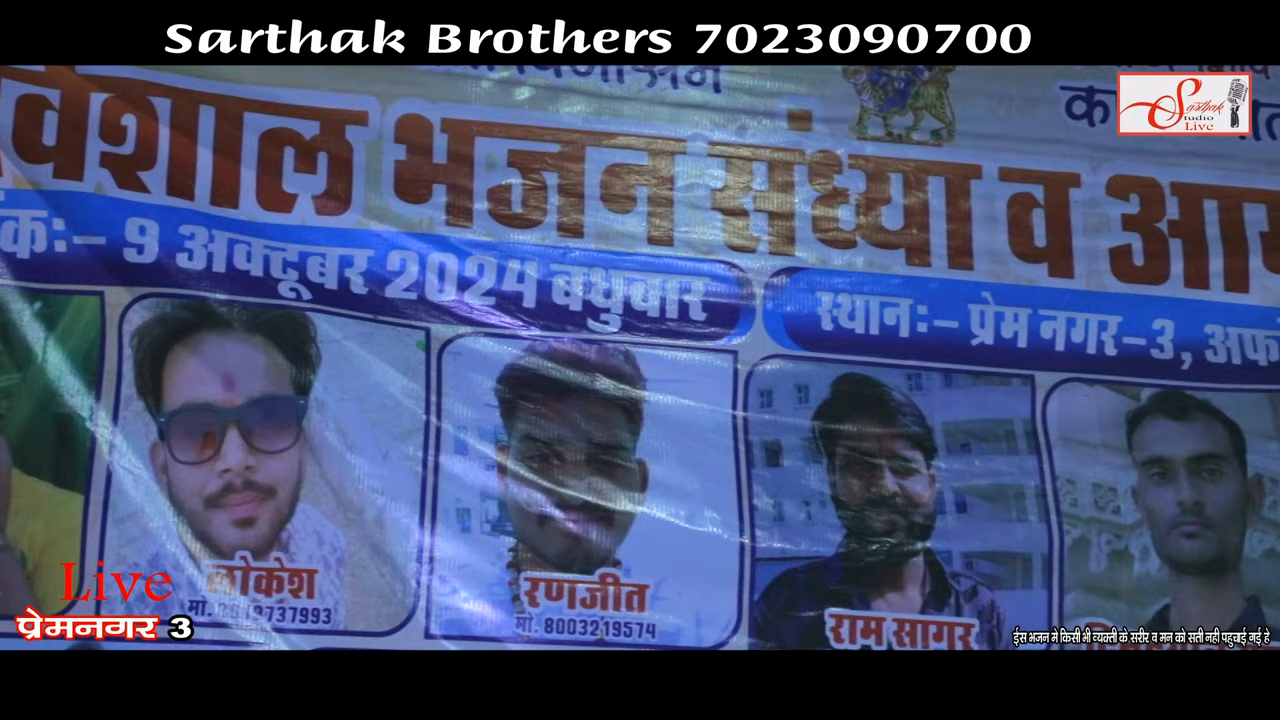 Sarthak Brothers 7023090700
Sarthak
Studio
Live
विशाल भजन संध्या व
9 अक्टूबर 2024 बधुवार
स्थानः- प्रेम नगर-3,
लोकेश
रणजीत
मो. 8003219574
राम सागर
Live
प्रेमनगर 3
ईस भजन मे किसी भी व्यक्ती के सरीर व मन को सती नही पहुचाई गई हे